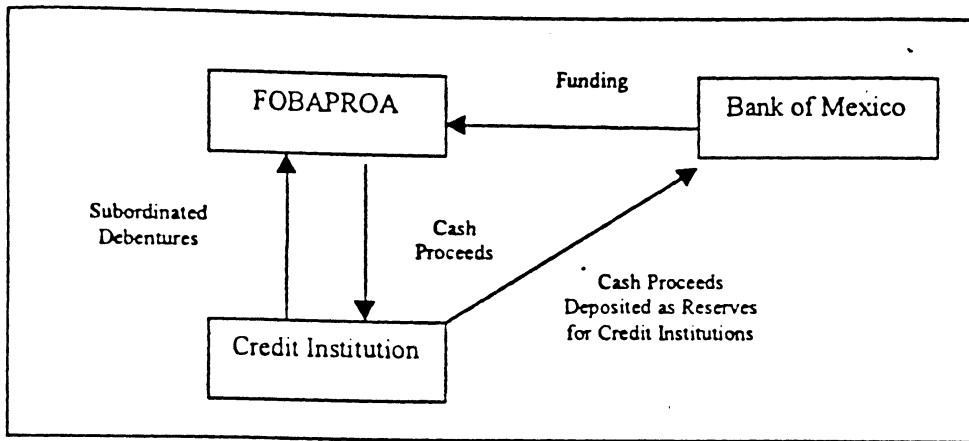 FOBAPROA
Funding
Bank of Mexico
Subordinated
Debentures
Cash
Proceeds
Cash Proceeds
Deposited as Reserves
for Credit Institutions
Credit Institution